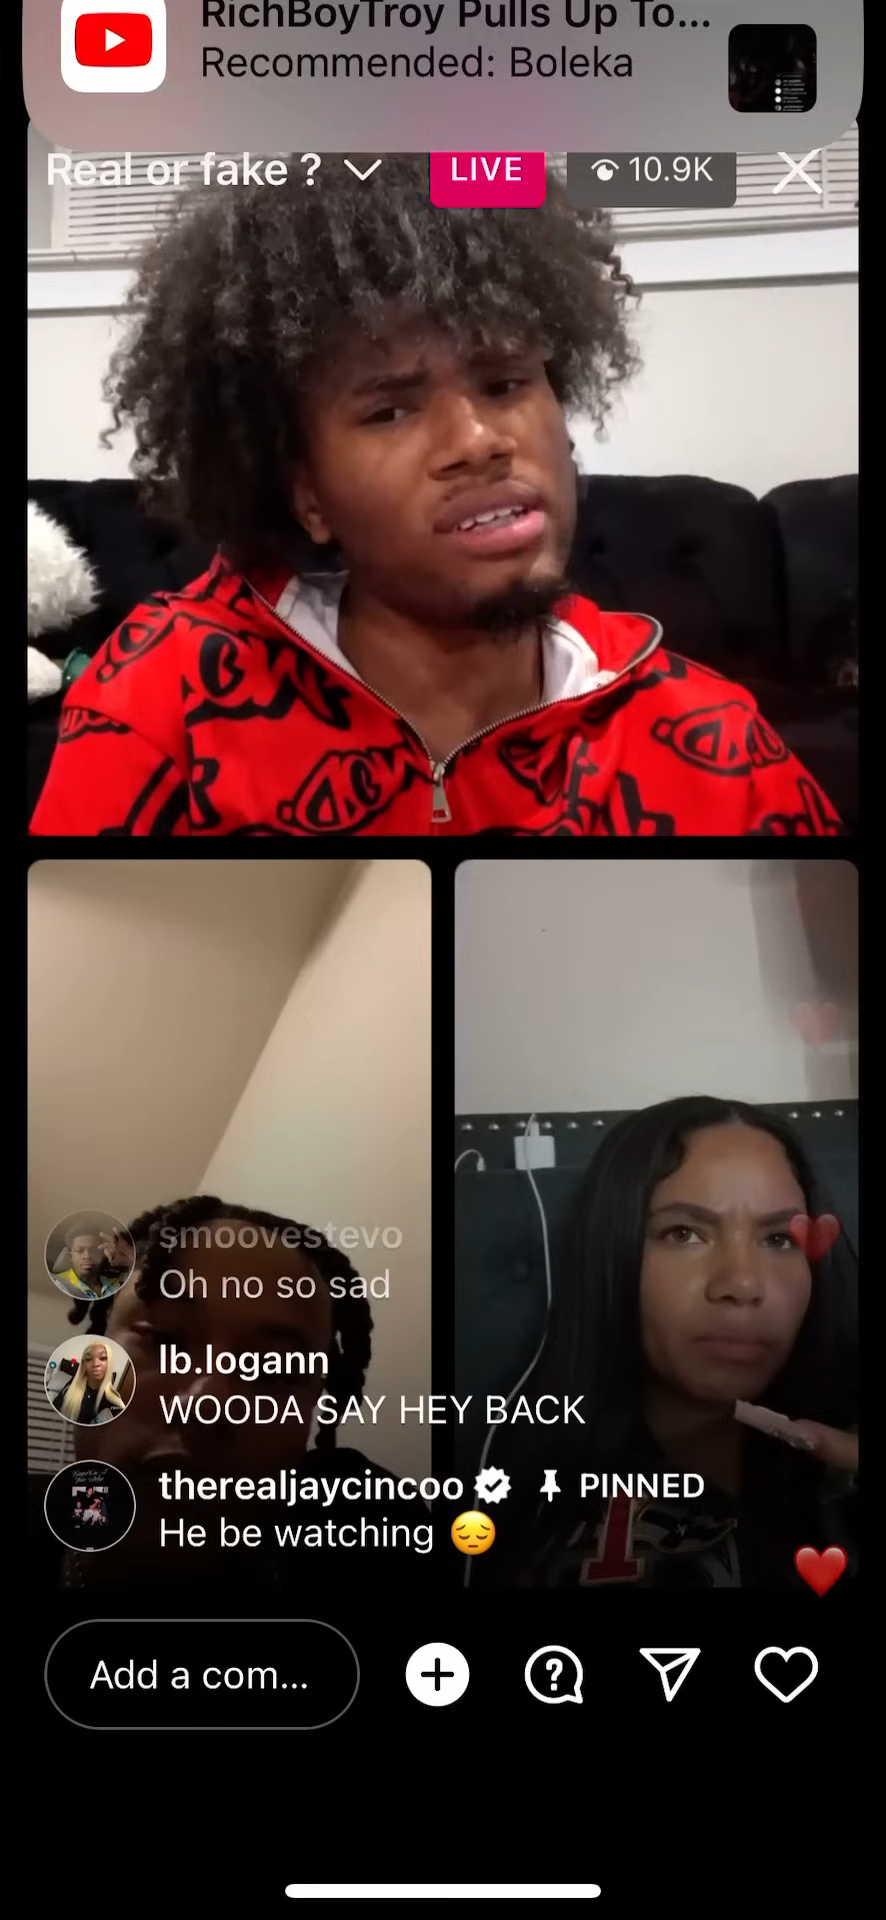 RichBoyTroy Pulls Up To...
Recommended: Boleka
Real or fake ?
LIVE
10.9K
smoovestevo
Oh no so sad
lb.logann
WOODA SAY HEY BACK
therealjaycincoo PINNED
He be watching 😔
Add a com...